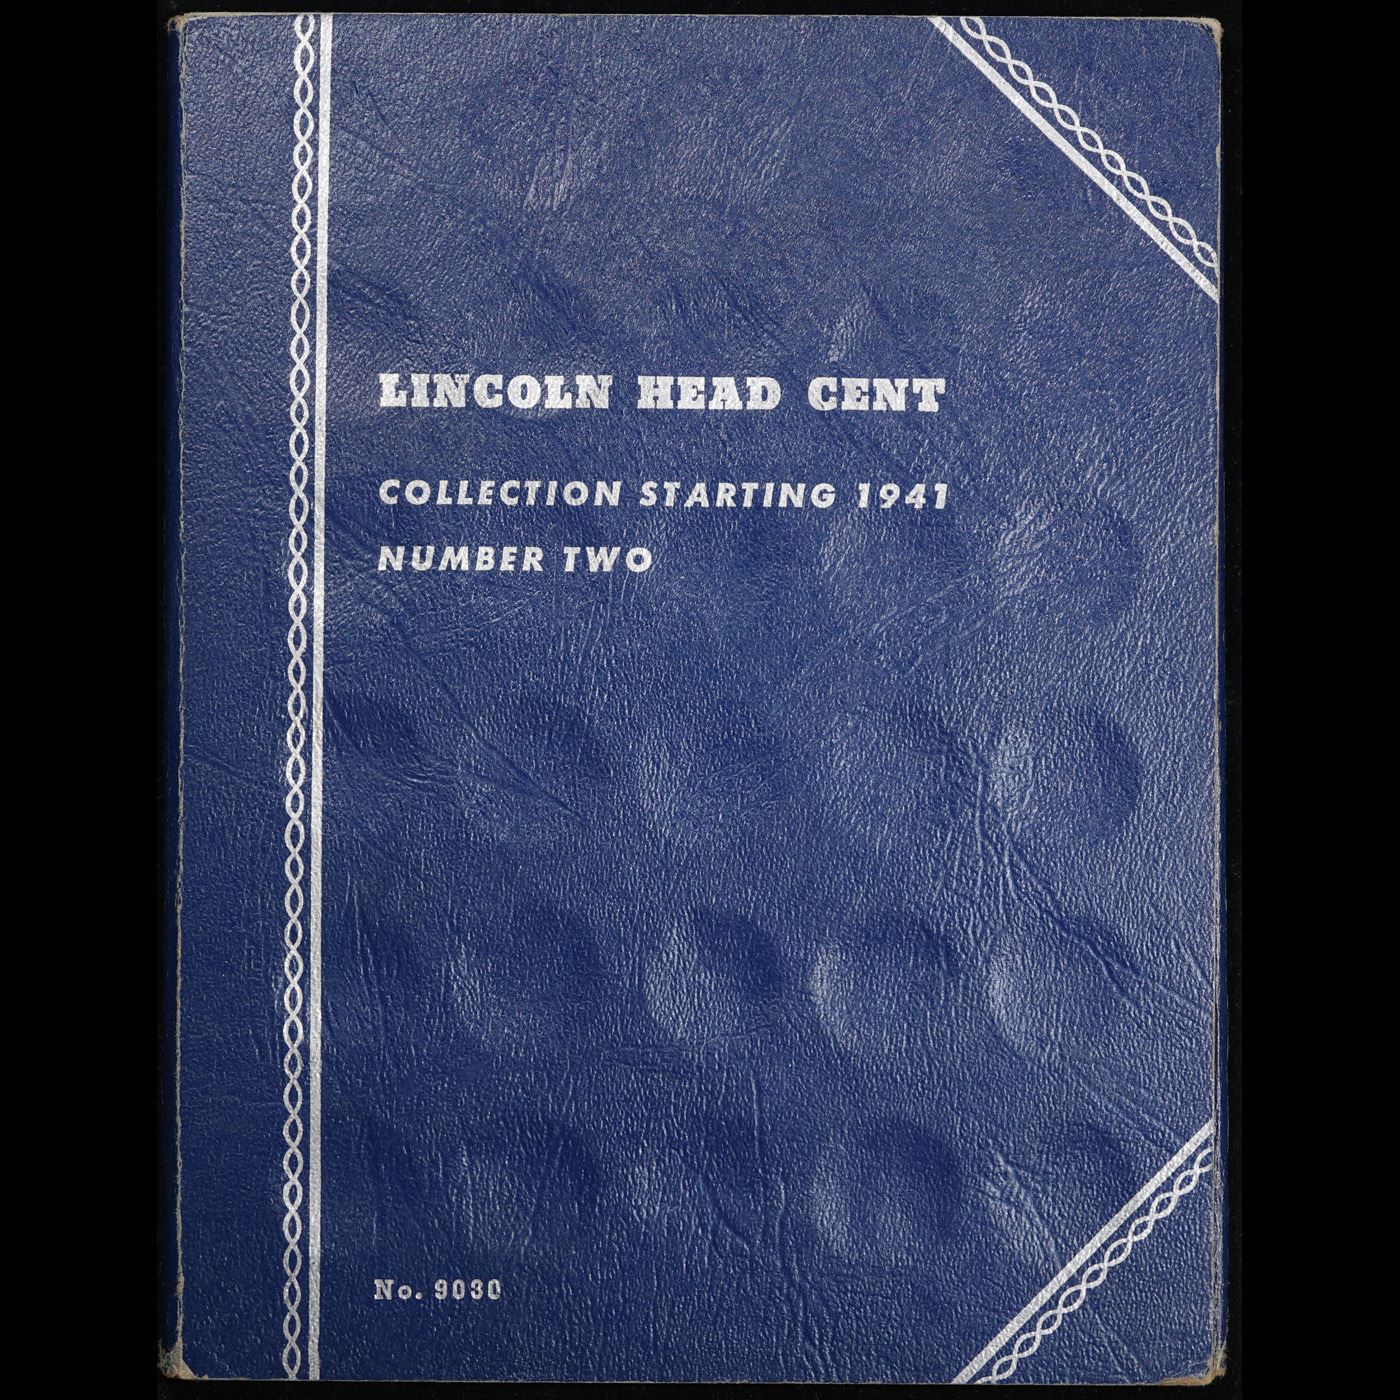 LINCOLN HEAD CENT
COLLECTION STARTING 1941
NUMBER TWO
No. 9030